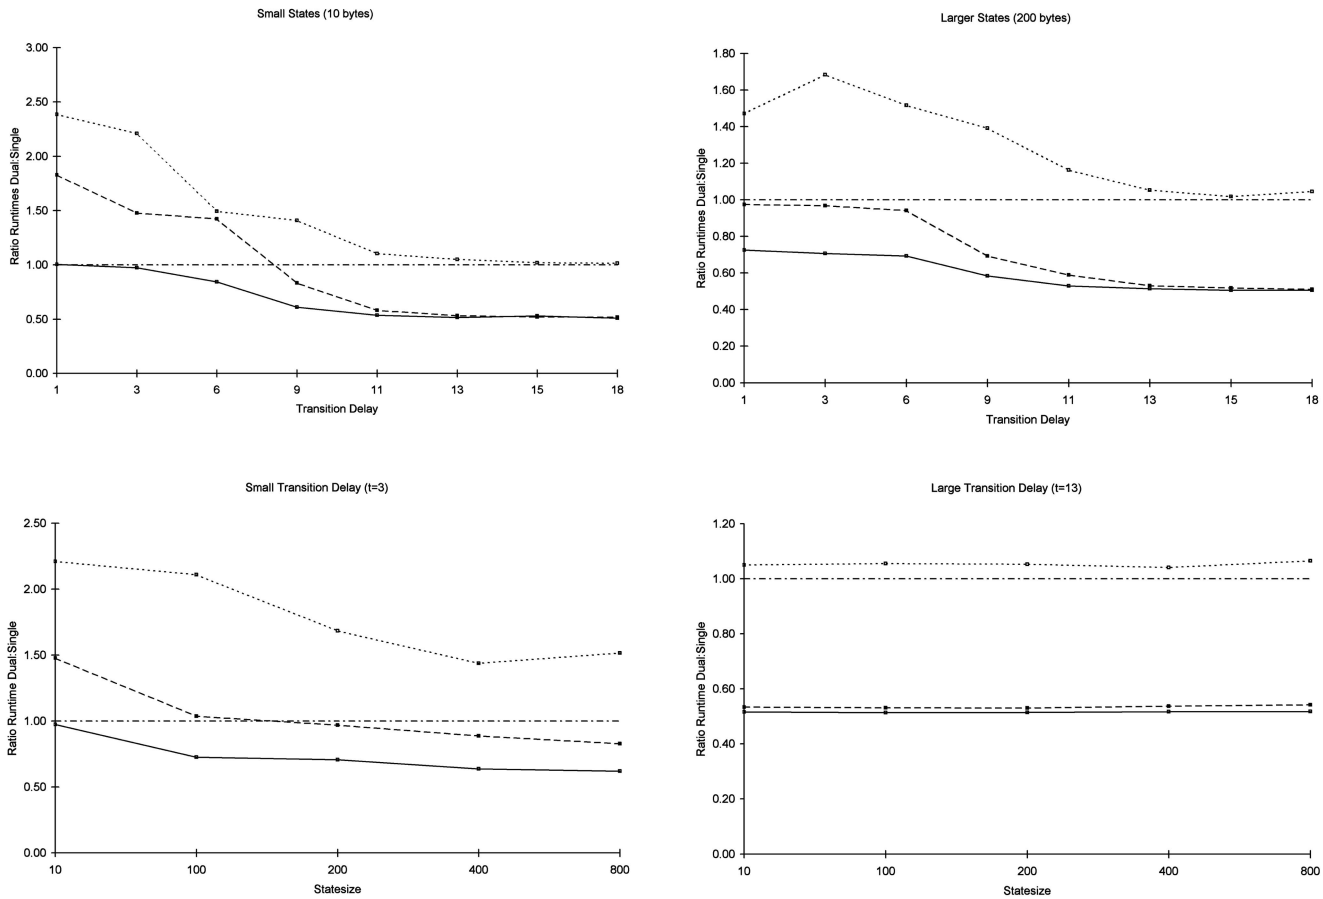 Small States (10 bytes)
Ratio Runtimes Dual:Single
3.00
2.50
2.00
1.50
1.00
0.50
0.00
1 3 6 9 11 13 15 18
Transition Delay
Larger States (200 bytes)
Ratio Runtimes Dual:Single
1.80
1.60
1.40
1.20
1.00
0.80
0.60
0.40
0.20
0.00
1 3 6 9 11 13 15 18
Transition Delay
Small Transition Delay (t=3)
Ratio Runtime Dual:Single
2.50
2.00
1.50
1.00
0.50
0.00
10 100 200 400 800
Statesize
Large Transition Delay (t=13)
Ratio Runtime Dual:Single
1.20
1.00
0.80
0.60
0.40
0.20
0.00
10 100 200 400 800
Statesize